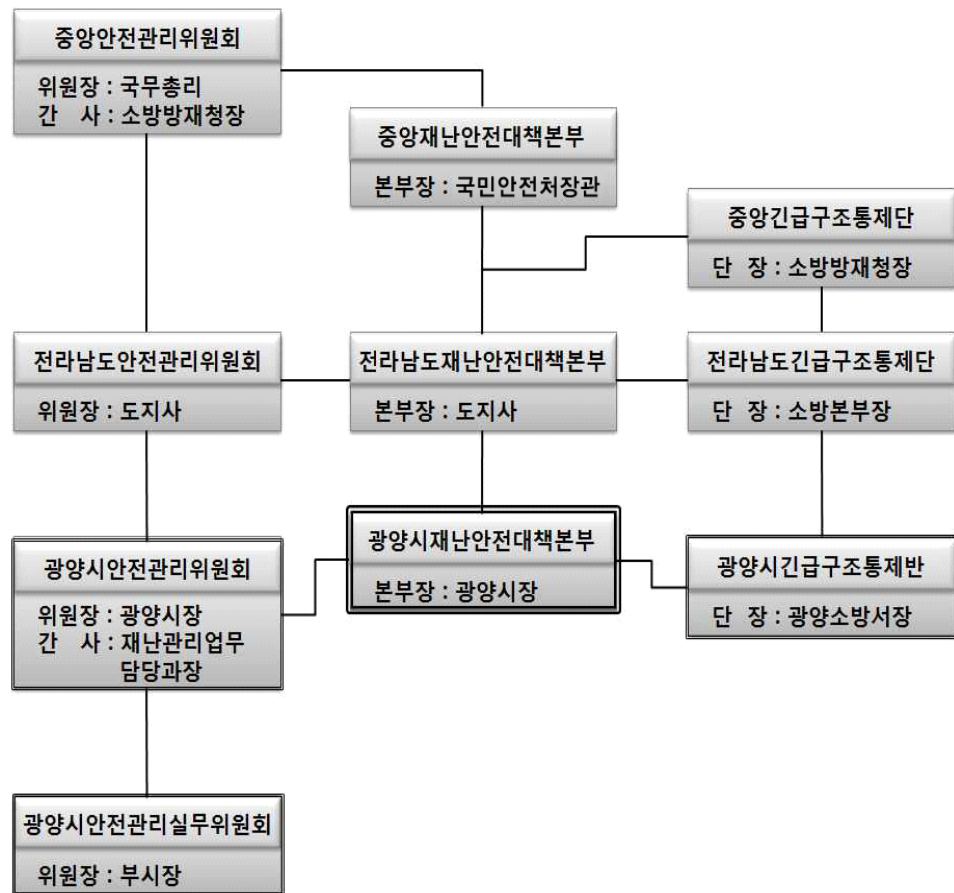 중앙안전관리위원회
위원장 : 국무총리
간 사 : 소방방재청장
중앙재난안전대책본부
본부장 : 국민안전처장관
중앙긴급구조통제단
단 장 : 소방방재청장
전라남도안전관리위원회
위원장 : 도지사
전라남도재난안전대책본부
본부장 : 도지사
전라남도긴급구조통제단
단 장 : 소방본부장
광양시안전관리위원회
위원장 : 광양시장
간 사 : 재난관리업무
담당과장
광양시재난안전대책본부
본부장 : 광양시장
광양시긴급구조통제반
단 장 : 광양소방서장
광양시안전관리실무위원회
위원장 : 부시장